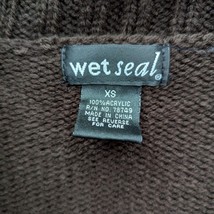 wet seal.
XS
100% ACRYLIC
R/N NO. 78749
MADE IN CHINA
SEE REVERSE
FOR CARE